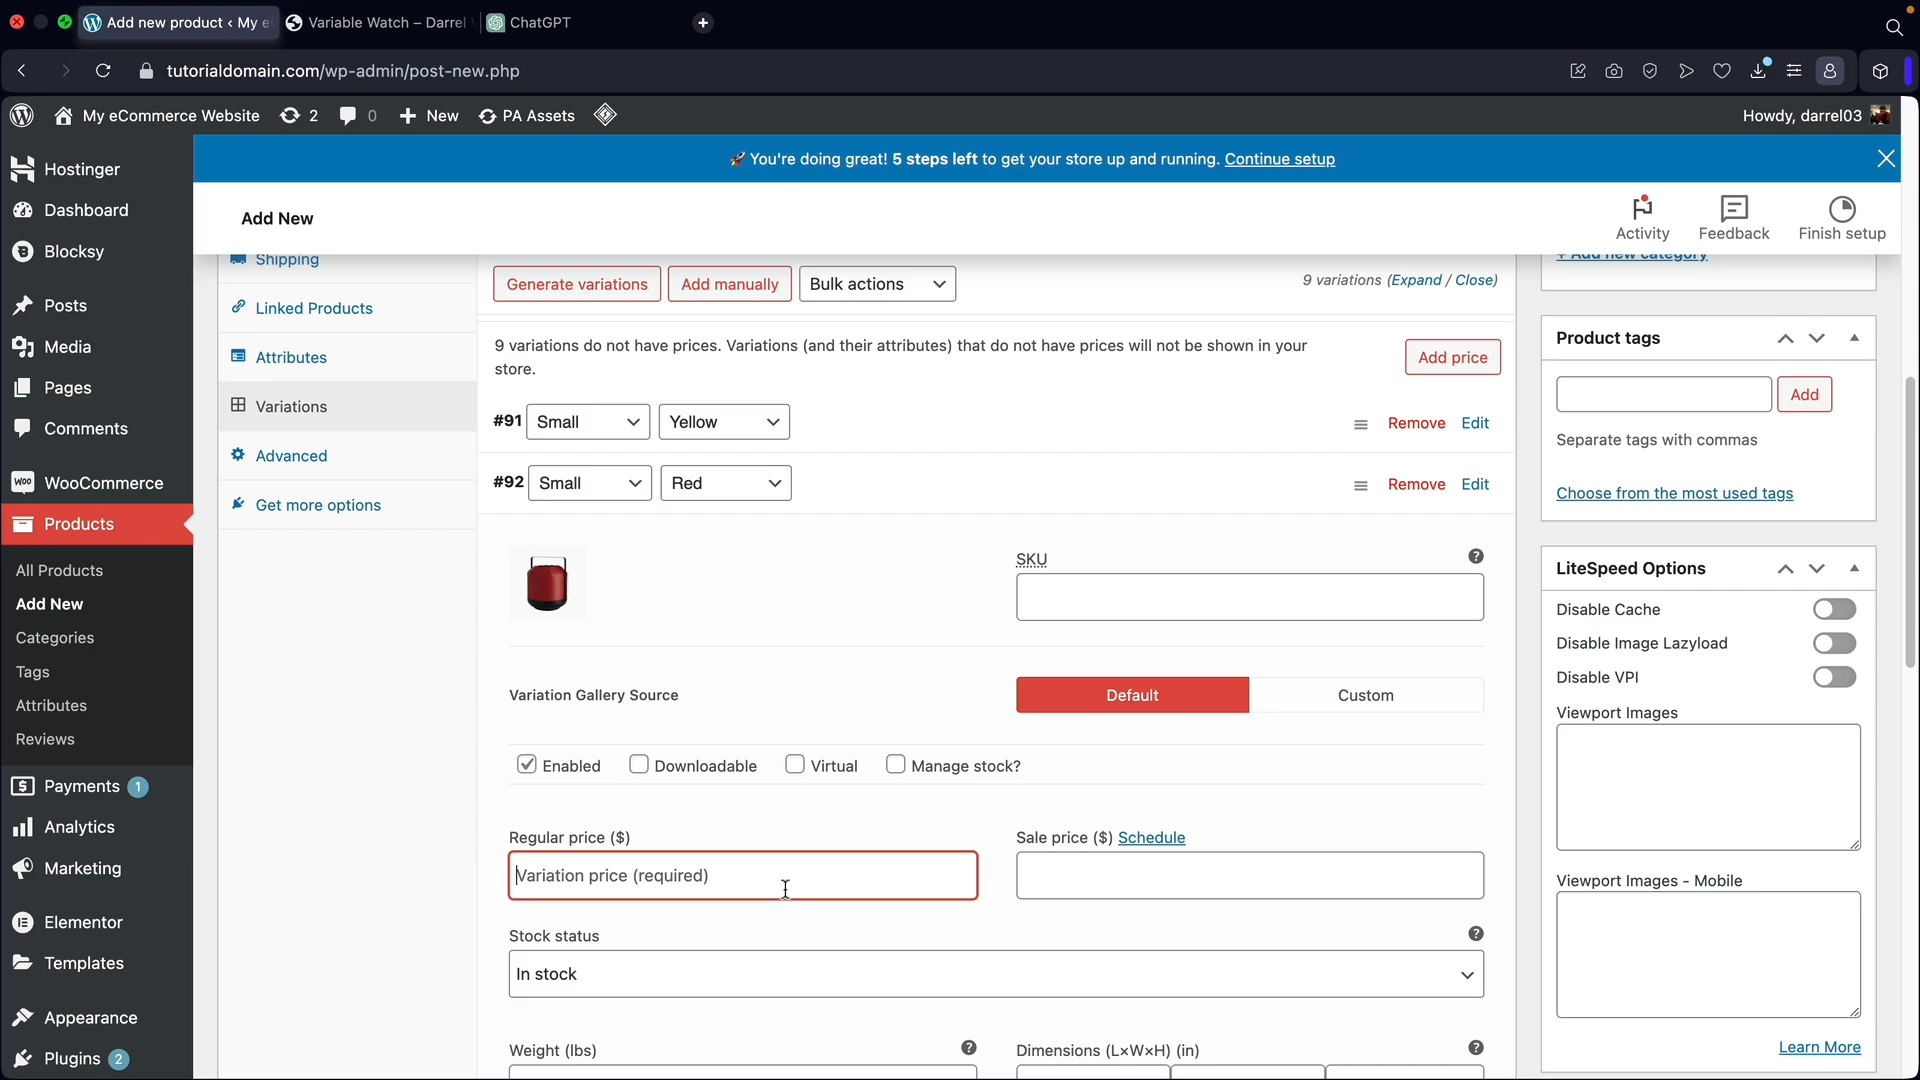 Add new product ‹ My e
Variable Watch – Darrel
ChatGPT
tutorialdomain.com/wp-admin/post-new.php
My eCommerce Website
2
0
New
PA Assets
Howdy, darrel03
🚀 You're doing great! 5 steps left to get your store up and running. Continue setup
Add New
Activity
Feedback
Finish setup
Hostinger
Dashboard
Blocksy
Posts
Media
Pages
Comments
Woo WooCommerce
Products
All Products
Add New
Categories
Tags
Attributes
Reviews
Payments 1
Analytics
Marketing
Elementor
Templates
Appearance
Plugins 2
Shipping
Linked Products
Attributes
Variations
Advanced
Get more options
Generate variations
Add manually
Bulk actions
9 variations (Expand / Close)
9 variations do not have prices. Variations (and their attributes) that do not have prices will not be shown in your
store.
Add price
#91 Small Yellow Remove Edit
#92 Small Red Remove Edit
SKU
Variation Gallery Source
Default
Custom
Enabled
Downloadable
Virtual
Manage stock?
Regular price ($)
Variation price (required)
Sale price ($) Schedule
Stock status
In stock
Weight (lbs)
Dimensions (L×W×H) (in)
+ Add new category
Product tags
Add
Separate tags with commas
Choose from the most used tags
LiteSpeed Options
Disable Cache
Disable Image Lazyload
Disable VPI
Viewport Images
Viewport Images - Mobile
Learn More